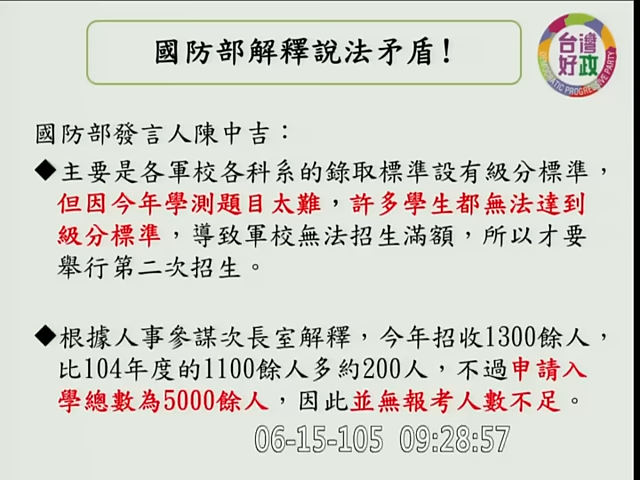 國防部解釋說法矛盾!
台灣
好政
DEMOCRATIC PROGRESSIVE PARTY
國防部發言人陳中吉：
◆主要是各軍校各科系的錄取標準設有級分標準，
但因今年學測題目太難，許多學生都無法達到
級分標準，導致軍校無法招生滿額，所以才要
舉行第二次招生。
◆根據人事參謀次長室解釋，今年招收1300餘人，
比104年度的1100餘人多約200人，不過申請入
學總數為5000餘人，因此並無報考人數不足。
06-15-105 09:28:57